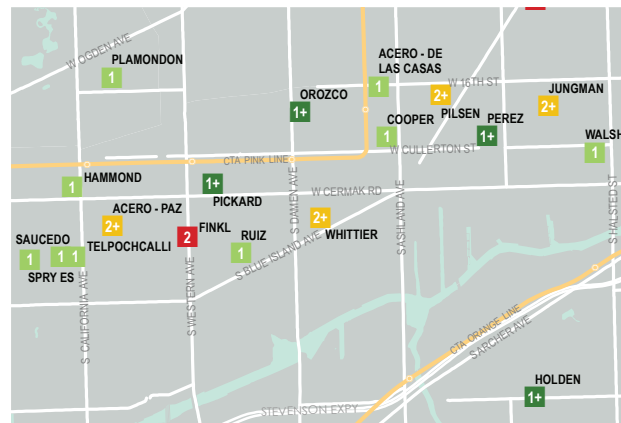 W OGDEN AVE
PLAMONDON
1
ACERO - DE
LAS CASAS
1
W 16TH ST
2+
PILSEN
JUNGMAN
2+
OROZCO
1+
COOPER
1
PEREZ
1+
W CULLERTON ST
WALSH
1
CTA PINK LINE
HAMMOND
1
1+
PICKARD
W CERMAK RD
S DAMEN AVE
S ASHLAND AVE
S HALSTED ST
ACERO - PAZ
2+
FINKL
2
RUIZ
1
2+
WHITTIER
S BLUE ISLAND AVE
SAUCEDO
1
1 1
TELPOCHCALLI
SPRY ES
S CALIFORNIA AVE
S WESTERN AVE
CTA ORANGE LINE
S ARCHER AVE
HOLDEN
1+
STEVENSON EXPY